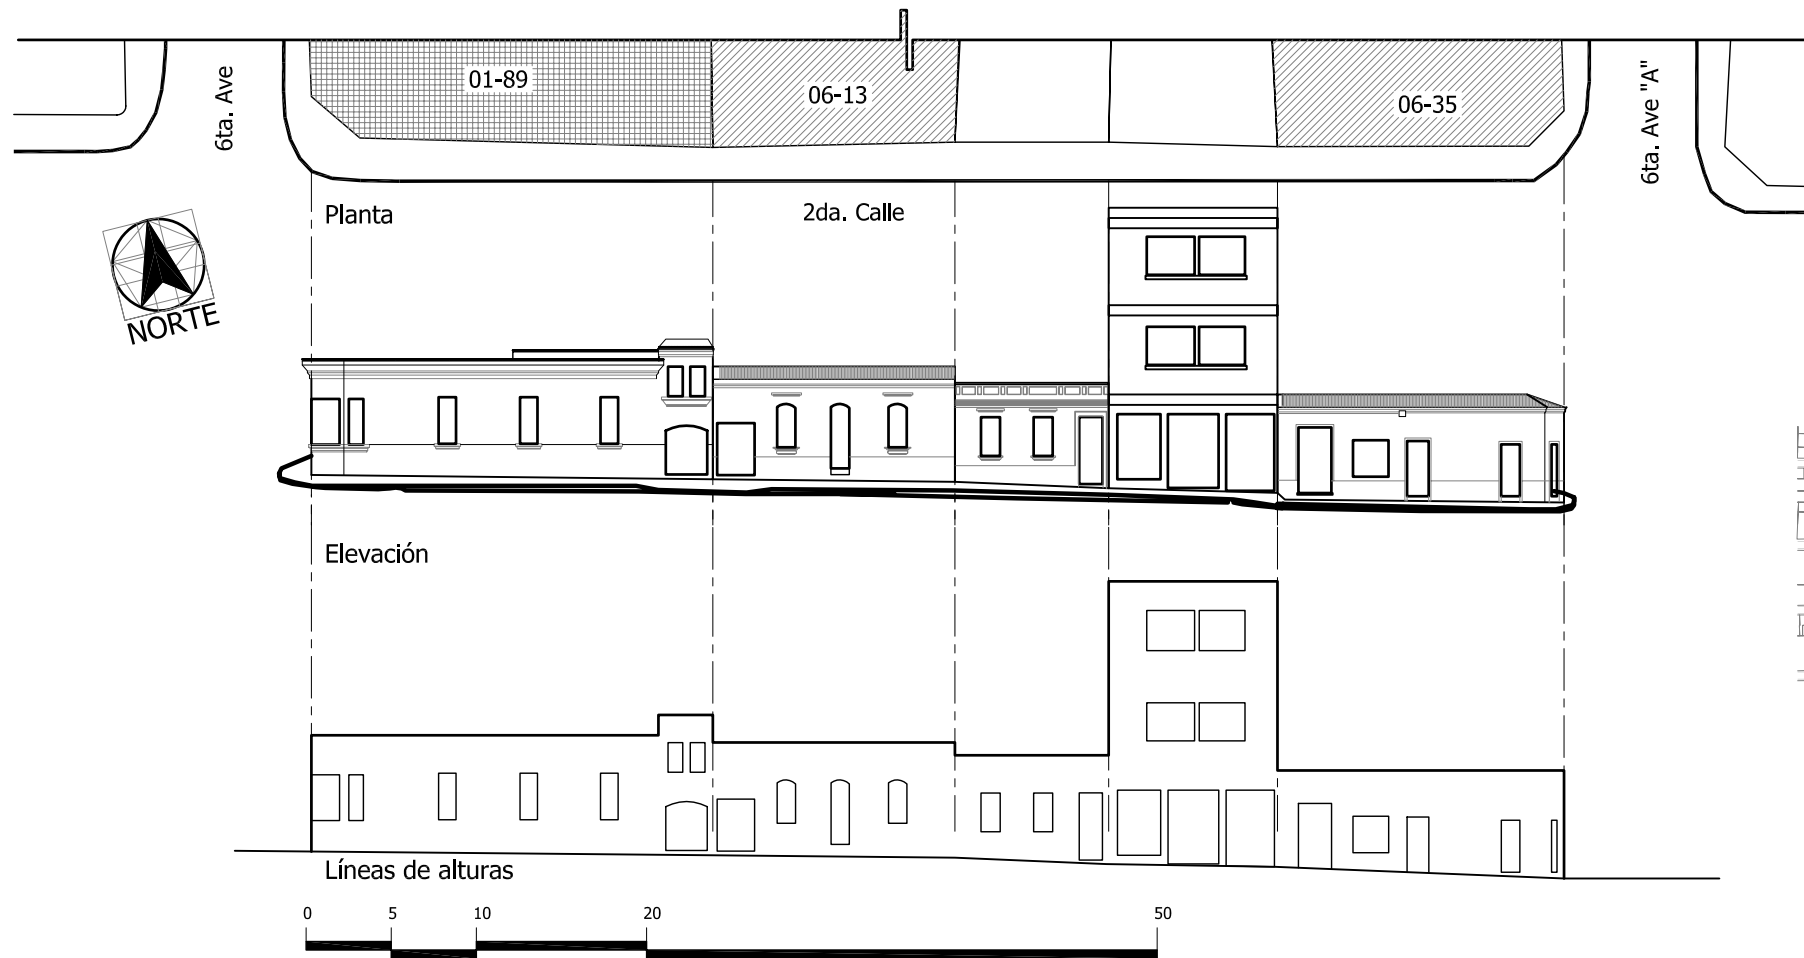 6ta. Ave
01-89
06-13
06-35
6ta. Ave "A"
Planta
2da. Calle
NORTE
Elevación
Líneas de alturas
0 5 10 20 50